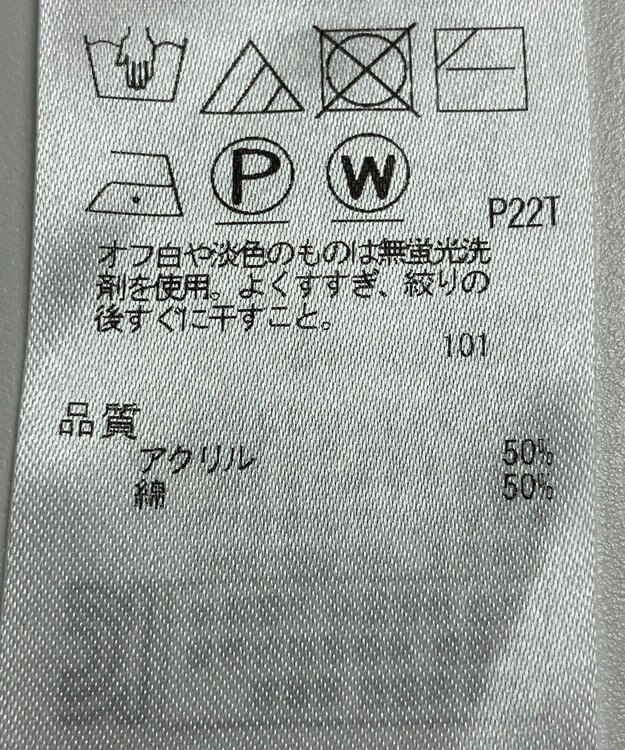 P
W
P22T
オフ白や淡色のものは無蛍光洗
剤を使用。よくすすぎ、絞りの
後すぐに干すこと。
101
品質
アクリル 50%
綿 50%